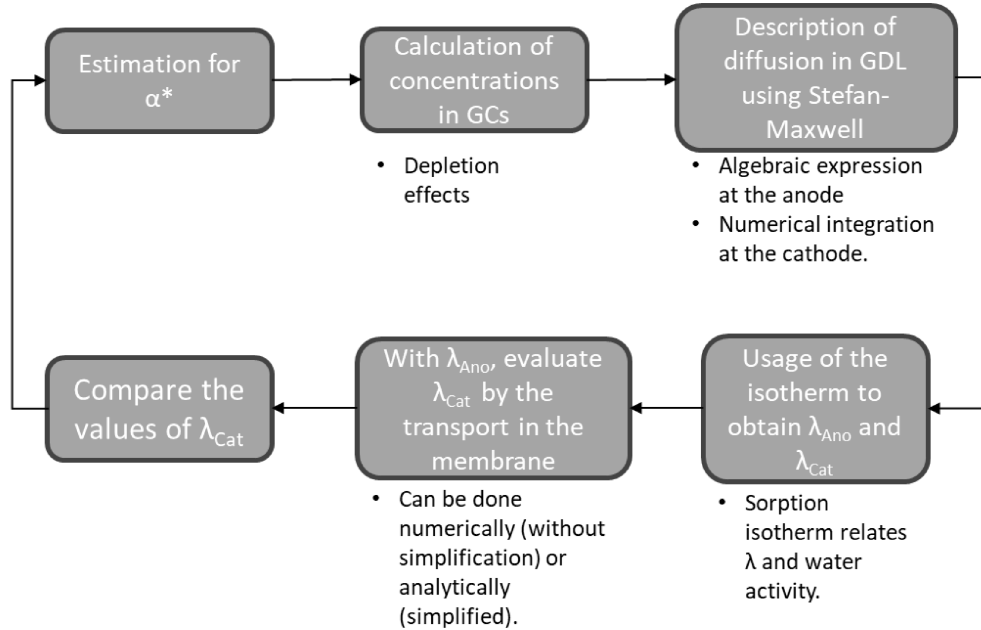 Estimation for
α*
Calculation of
concentrations
in GCs
• Depletion
effects
Description of
diffusion in GDL
using Stefan-
Maxwell
• Algebraic expression
at the anode
• Numerical integration
at the cathode.
Usage of the
isotherm to
obtain λAno and
λCat
• Sorption
isotherm relates
λ and water
activity.
With λAno, evaluate
λCat by the
transport in the
membrane
• Can be done
numerically (without
simplification) or
analytically
(simplified).
Compare the
values of λCat